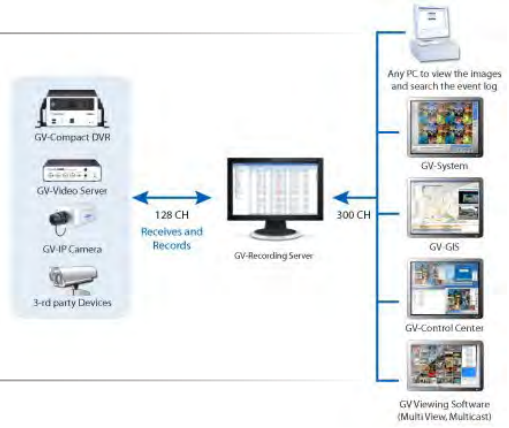 GV-Compact DVR
GV-Video Server
GV-IP Camera
3-rd party Devices
128 CH
Receives and
Records
GV-Recording Server
300 CH
Any PC to view the images
and search the event log
GV-System
GV-GIS
GV-Control Center
GV Viewing Software
(Multi View, Multicast)